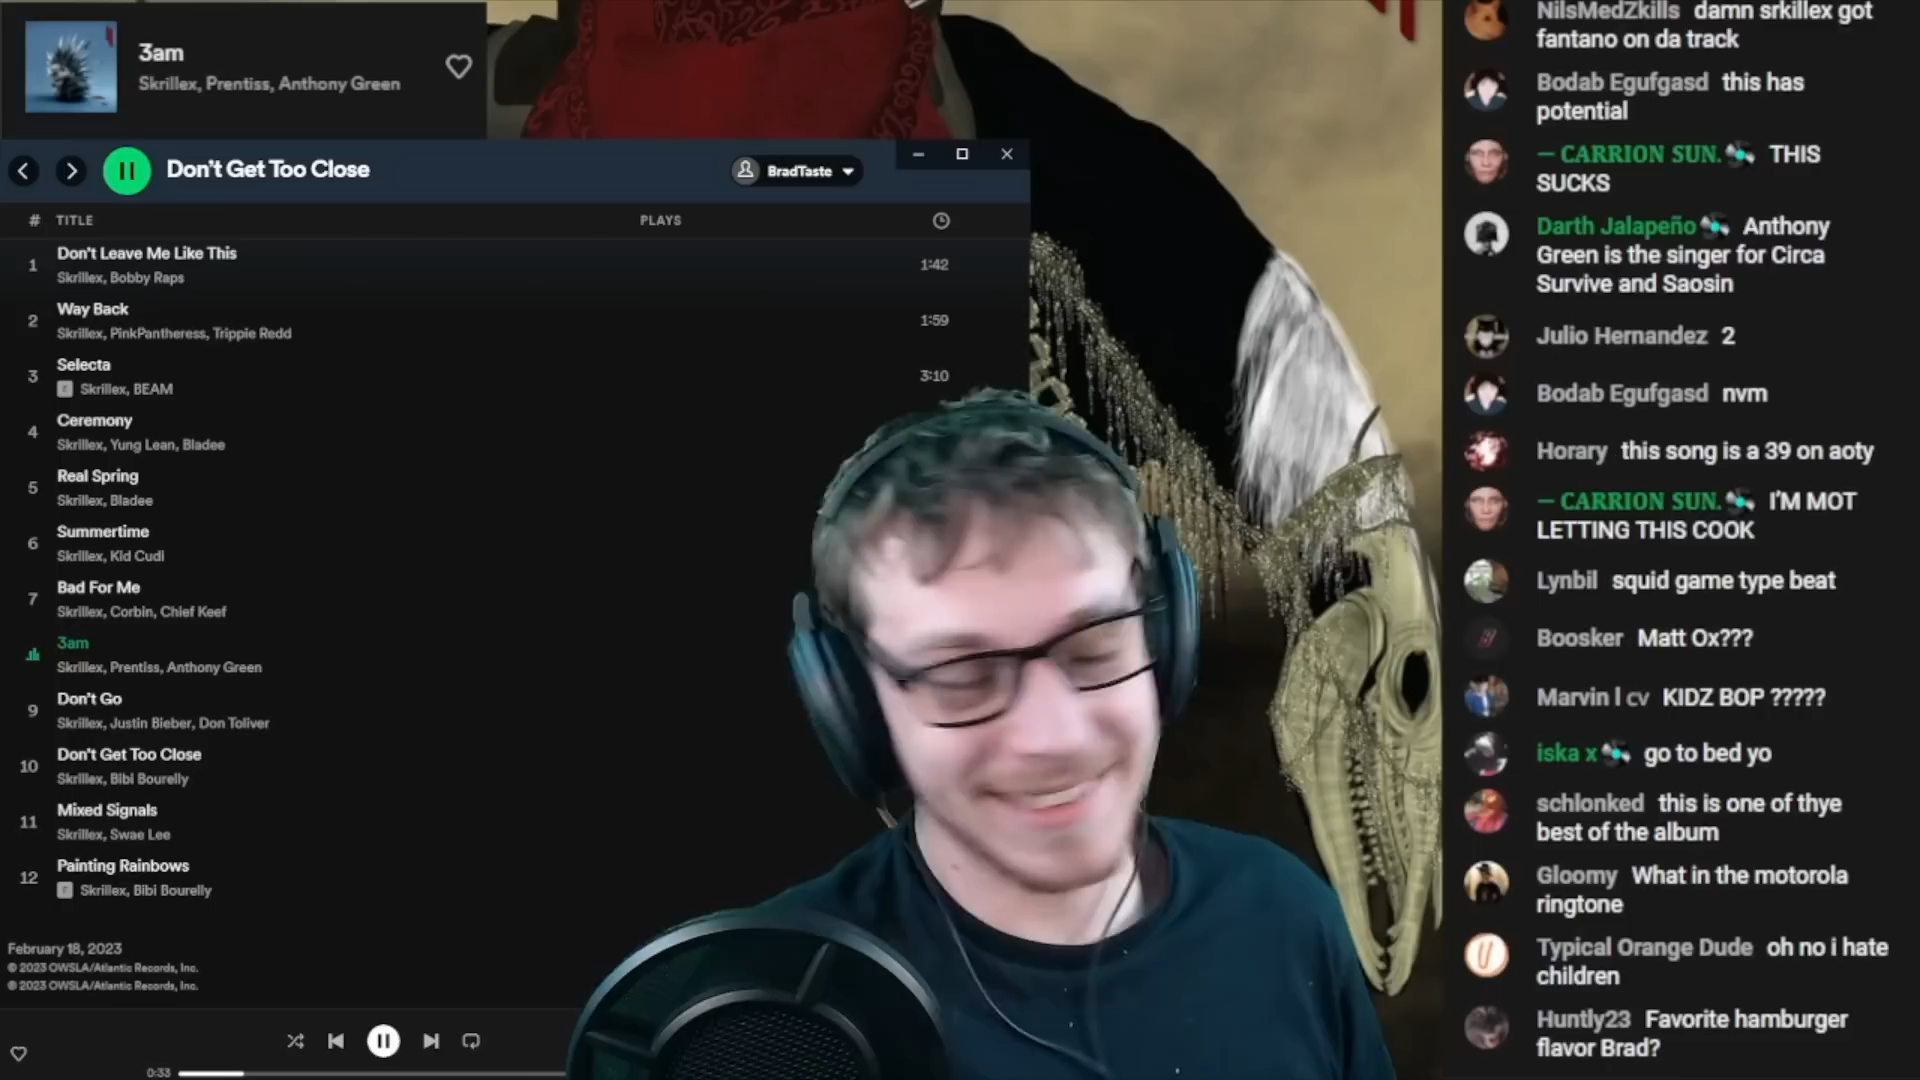 3am
Skrillex, Prentiss, Anthony Green
Don't Get Too Close
BradTaste
# TITLE PLAYS
1 Don't Leave Me Like This 1:42
Skrillex, Bobby Raps
2 Way Back 1:59
Skrillex, PinkPantheress, Trippie Redd
3 Selecta 3:10
E Skrillex, BEAM
4 Ceremony
Skrillex, Yung Lean, Bladee
5 Real Spring
Skrillex, Bladee
6 Summertime
Skrillex, Kid Cudi
7 Bad For Me
Skrillex, Corbin, Chief Keef
3am
Skrillex, Prentiss, Anthony Green
9 Don't Go
Skrillex, Justin Bieber, Don Toliver
10 Don't Get Too Close
Skrillex, Bibi Bourelly
11 Mixed Signals
Skrillex, Swae Lee
12 Painting Rainbows
E Skrillex, Bibi Bourelly
February 18, 2023
© 2023 OWSLA/Atlantic Records, Inc.
℗ 2023 OWSLA/Atlantic Records, Inc.
0:33
NilsMedZkills damn srkillex got
fantano on da track
Bodab Egufgasd this has
potential
— CARRION SUN. THIS
SUCKS
Darth Jalapeño Anthony
Green is the singer for Circa
Survive and Saosin
Julio Hernandez 2
Bodab Egufgasd nvm
Horary this song is a 39 on aoty
— CARRION SUN. I'M MOT
LETTING THIS COOK
Lynbil squid game type beat
Boosker Matt Ox???
Marvin l cv KIDZ BOP ?????
iska x go to bed yo
schlonked this is one of thye
best of the album
Gloomy What in the motorola
ringtone
Typical Orange Dude oh no i hate
children
Huntly23 Favorite hamburger
flavor Brad?